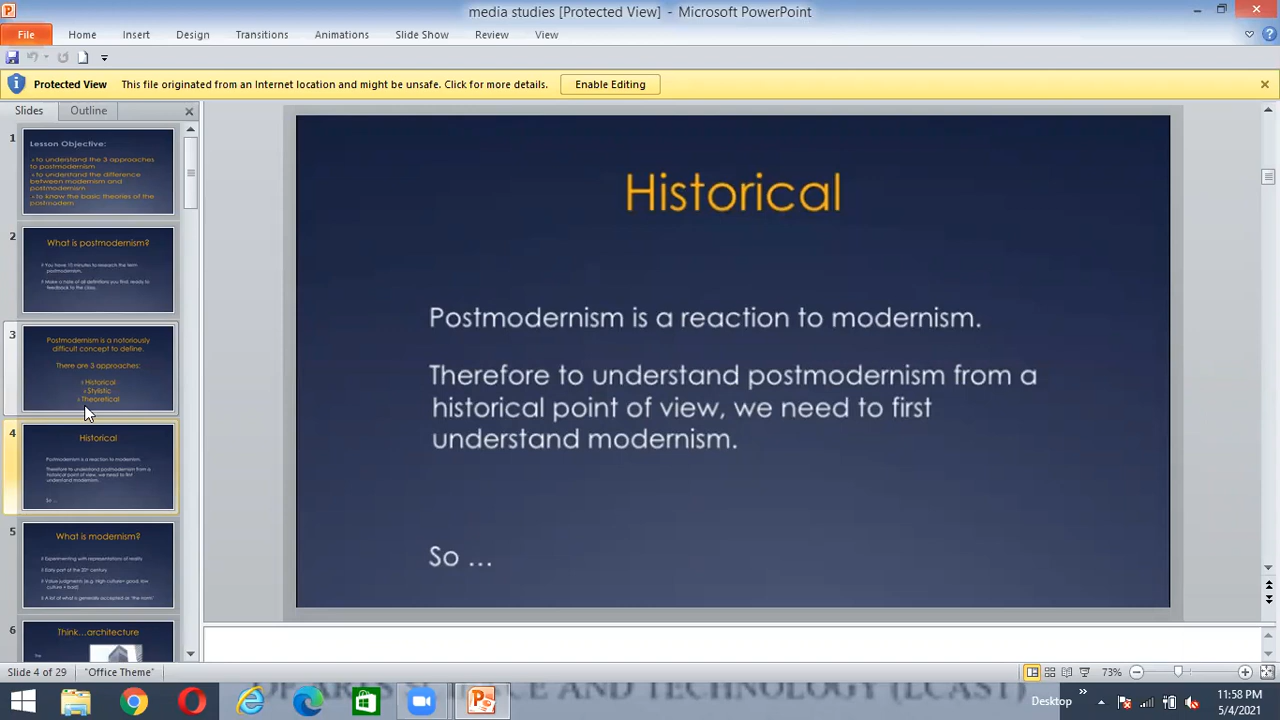 media studies [Protected View] - Microsoft PowerPoint
File Home Insert Design Transitions Animations Slide Show Review View
Protected View This file originated from an Internet location and might be unsafe. Click for more details. Enable Editing
Slides Outline
1
Lesson Objective:
to understand the 3 approaches
to postmodernism
to understand the difference
between modernism and
postmodernism
to know the basic theories of the
postmodern
2
What is postmodernism?
You have 10 minutes to research the term
postmodernism.
Make a note of all definitions you find, ready to
feedback to the class.
3
Postmodernism is a notoriously
difficult concept to define.
There are 3 approaches:
Historical
Stylistic
Theoretical
4
Historical
Postmodernism is a reaction to modernism.
Therefore to understand postmodernism from a
historical point of view, we need to first
understand modernism.
So ...
5
What is modernism?
Experimenting with representations of reality
Early part of the 20th century
Value judgments (e.g. High culture= good, low
culture = bad)
A lot of what is generally accepted as 'the norm'
6
Think...architecture
The
Historical
Postmodernism is a reaction to modernism.
Therefore to understand postmodernism from a
historical point of view, we need to first
understand modernism.
So ...
Slide 4 of 29 "Office Theme" 73%
Desktop 11:58 PM
5/4/2021